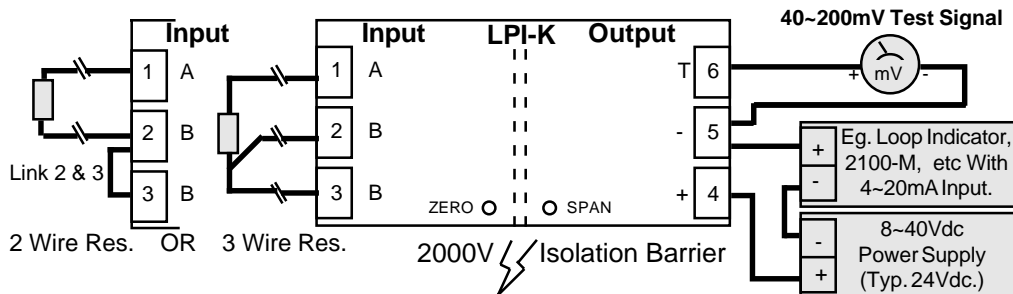 40~200mV Test Signal
Input
Input
LPI-K
Output
1 A
2 B
3 B
Link 2 & 3
1 A
2 B
3 B
ZERO
SPAN
T 6
- 5
+ 4
+ mV -
+
-
Eg. Loop Indicator,
2100-M, etc With
4~20mA Input.
-
+
8~40Vdc
Power Supply
(Typ. 24Vdc.)
2 Wire Res. OR 3 Wire Res.
2000V Isolation Barrier